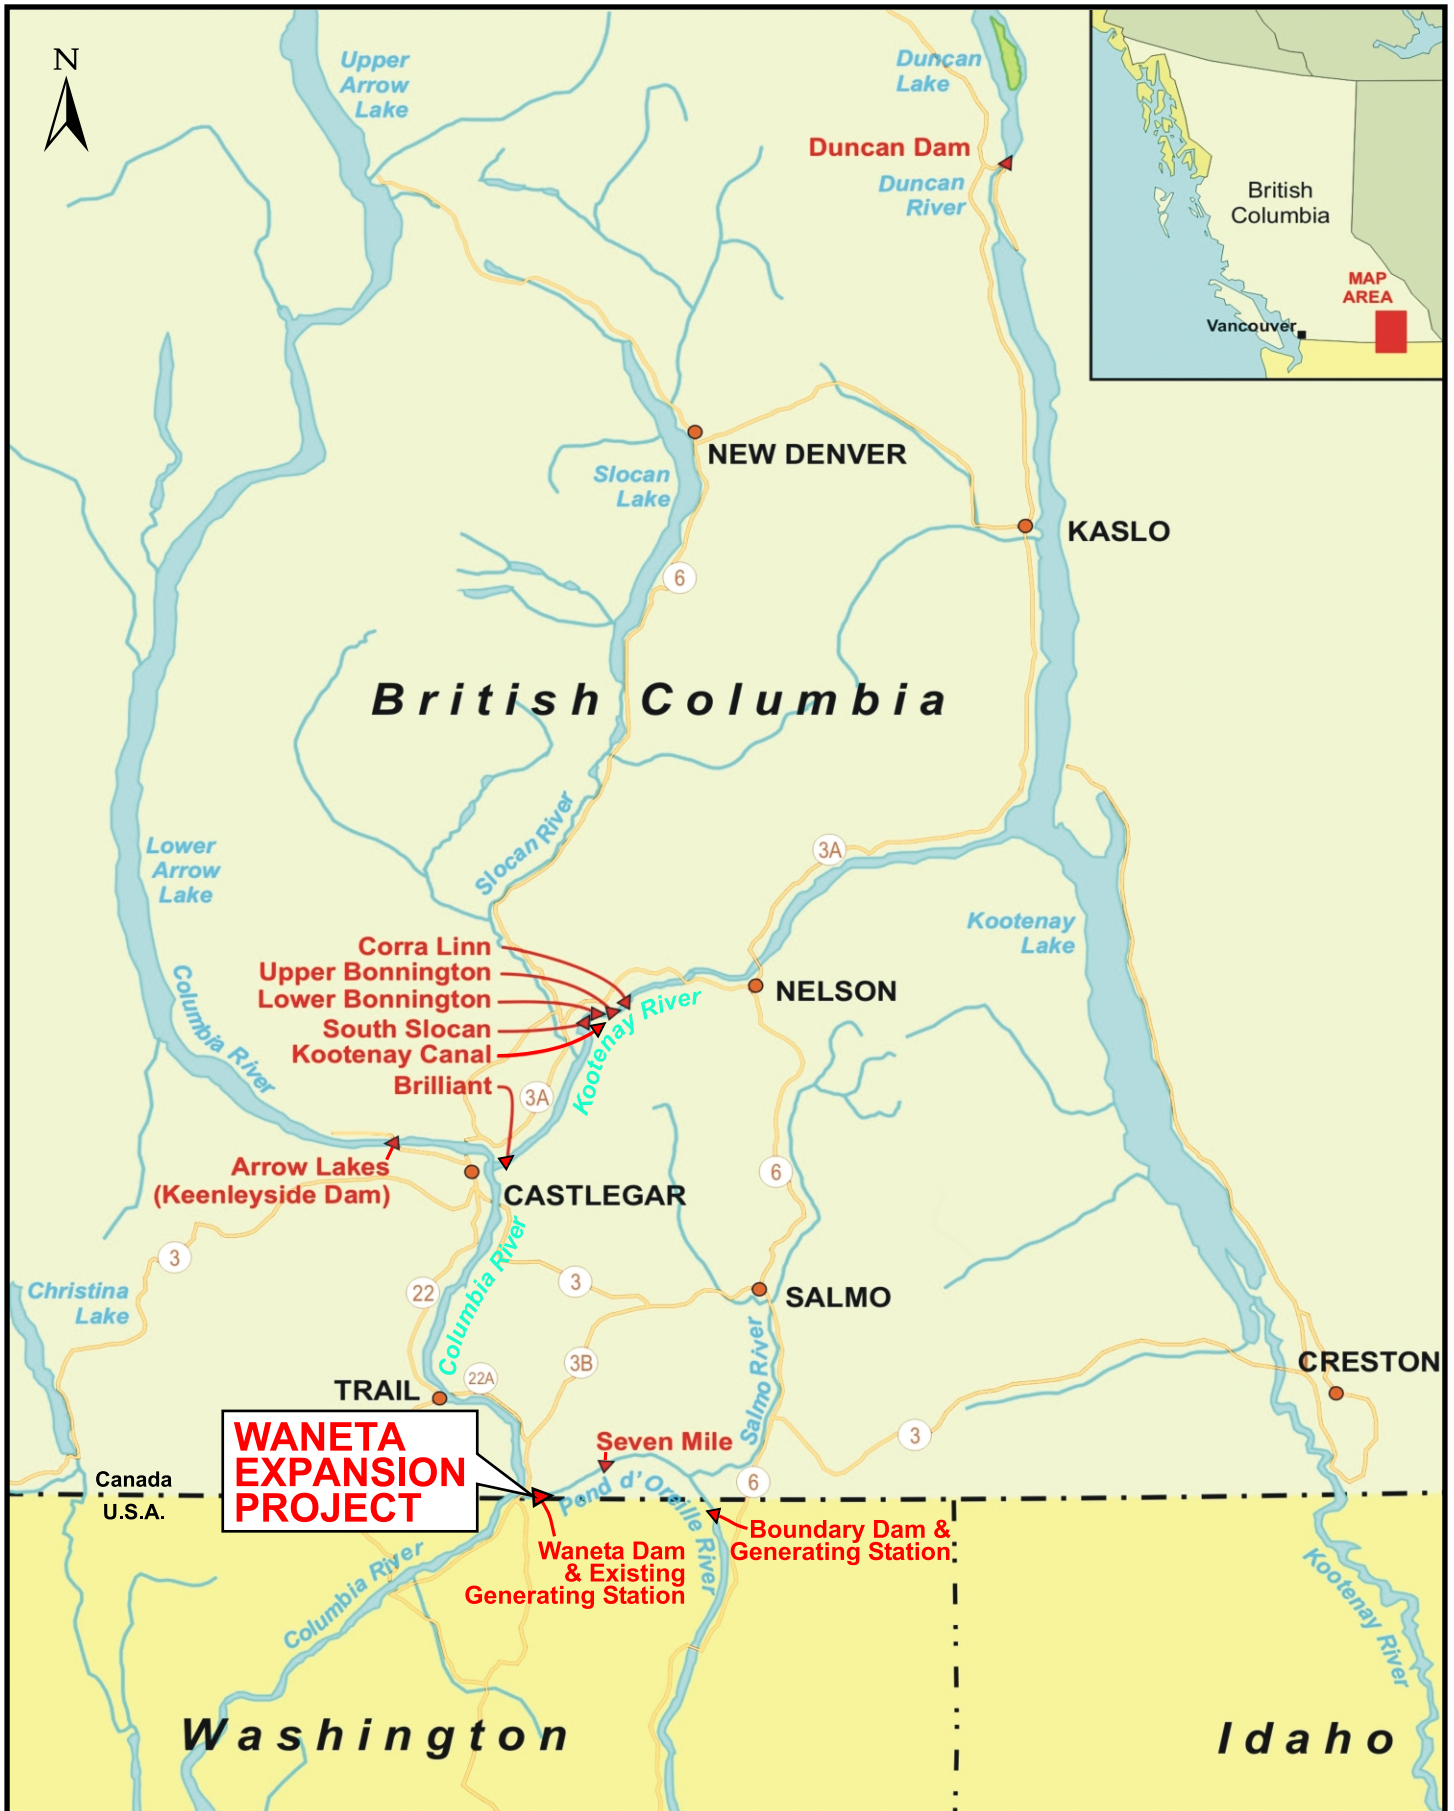 N
Upper
Arrow
Lake
Duncan
Lake
Duncan Dam
Duncan
River
British
Columbia
MAP
AREA
Vancouver
NEW DENVER
Slocan
Lake
KASLO
6
British Columbia
Slocan River
Lower
Arrow
Lake
3A
Kootenay
Lake
Columbia River
Corra Linn
Upper Bonnington
Lower Bonnington
South Slocan
Kootenay Canal
Brilliant
NELSON
Kootenay River
3A
Arrow Lakes
(Keenleyside Dam)
CASTLEGAR
6
3
Columbia River
22
3
SALMO
Christina
Lake
Salmo River
3B
22A
TRAIL
CRESTON
WANETA
EXPANSION
PROJECT
Seven Mile
3
6
Canada
U.S.A.
Pend d'Oreille River
Waneta Dam
& Existing
Generating Station
Boundary Dam &
Generating Station
Columbia River
Kootenay River
Washington
Idaho